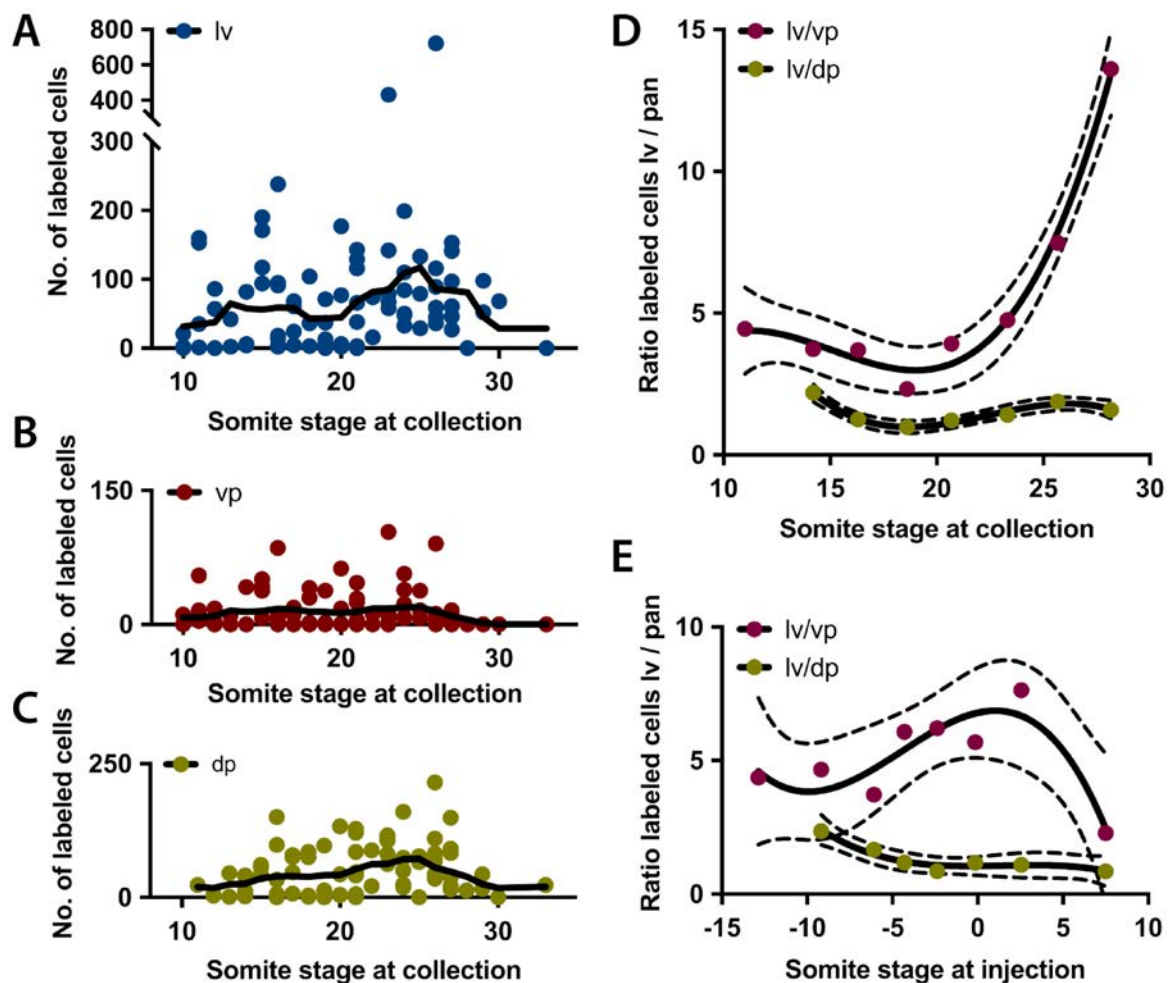 A
lv
No. of labeled cells
800
600
400
300
200
100
0
10
20
30
Somite stage at collection
B
vp
No. of labeled cells
150
0
10
20
30
Somite stage at collection
C
dp
No. of labeled cells
250
0
10
20
30
Somite stage at collection
D
lv/vp
lv/dp
Ratio labeled cells lv / pan
15
10
5
0
10
15
20
25
30
Somite stage at collection
E
lv/vp
lv/dp
Ratio labeled cells lv / pan
10
5
0
-15
-10
-5
0
5
10
Somite stage at injection